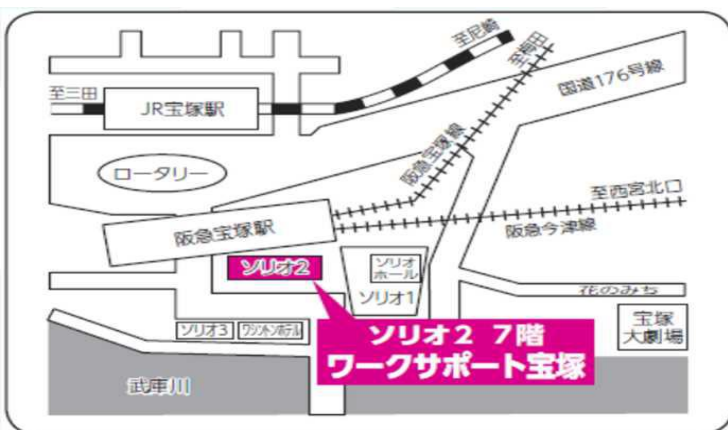 至尼崎
至梅田
国道176号線
至三田
JR宝塚駅
阪急宝塚線
ロータリー
至西宮北口
阪急宝塚駅
阪急今津線
ソリオ2
ソリオ
ホール
ソリオ1
花のみち
宝塚
大劇場
ソリオ3
ワシントンホテル
ソリオ2 7階
ワークサポート宝塚
武庫川